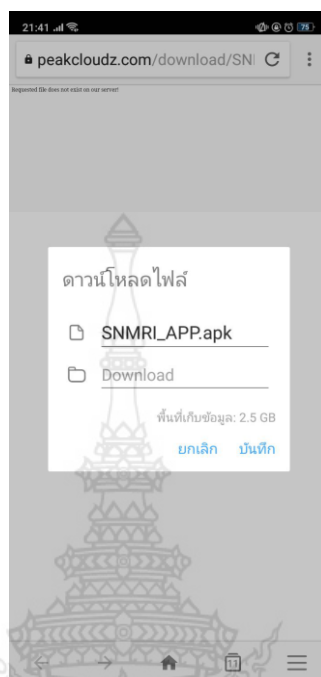 21:41
75
peakcloudz.com/download/SNI
Requested file does not exist on our server!
ดาวน์โหลดไฟล์
SNMRI_APP.apk
Download
พื้นที่เก็บข้อมูล: 2.5 GB
ยกเลิก บันทึก